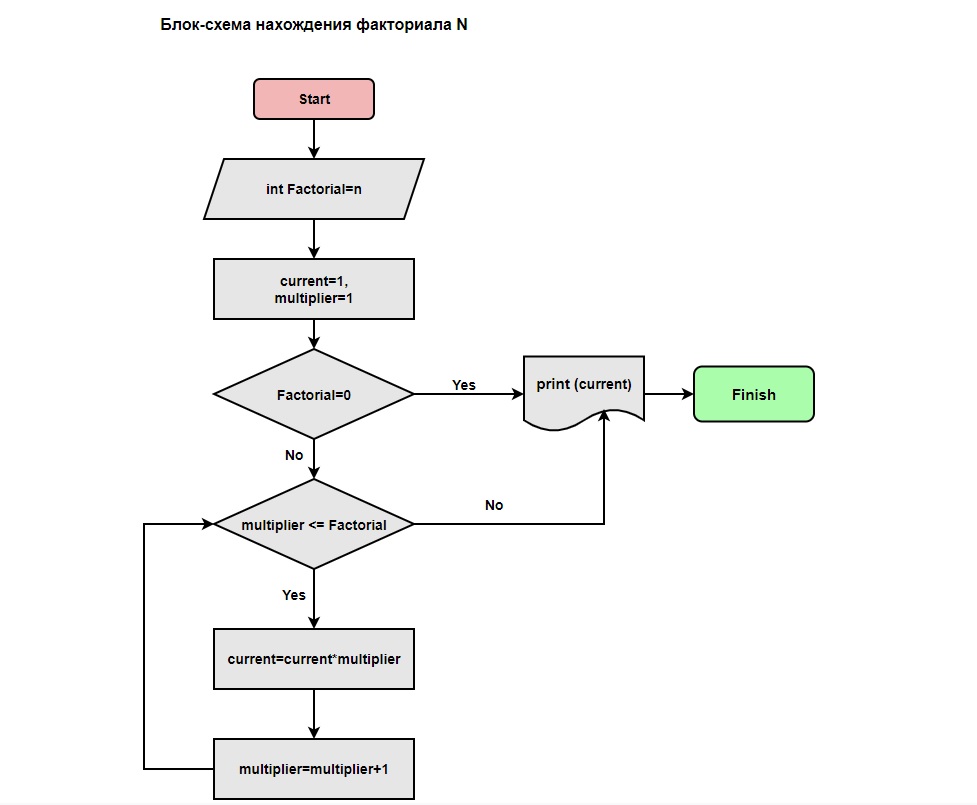 Блок-схема нахождения факториала N
Start
int Factorial=n
current=1,
multiplier=1
Factorial=0
Yes
print (current)
Finish
No
multiplier <= Factorial
No
Yes
current=current*multiplier
multiplier=multiplier+1